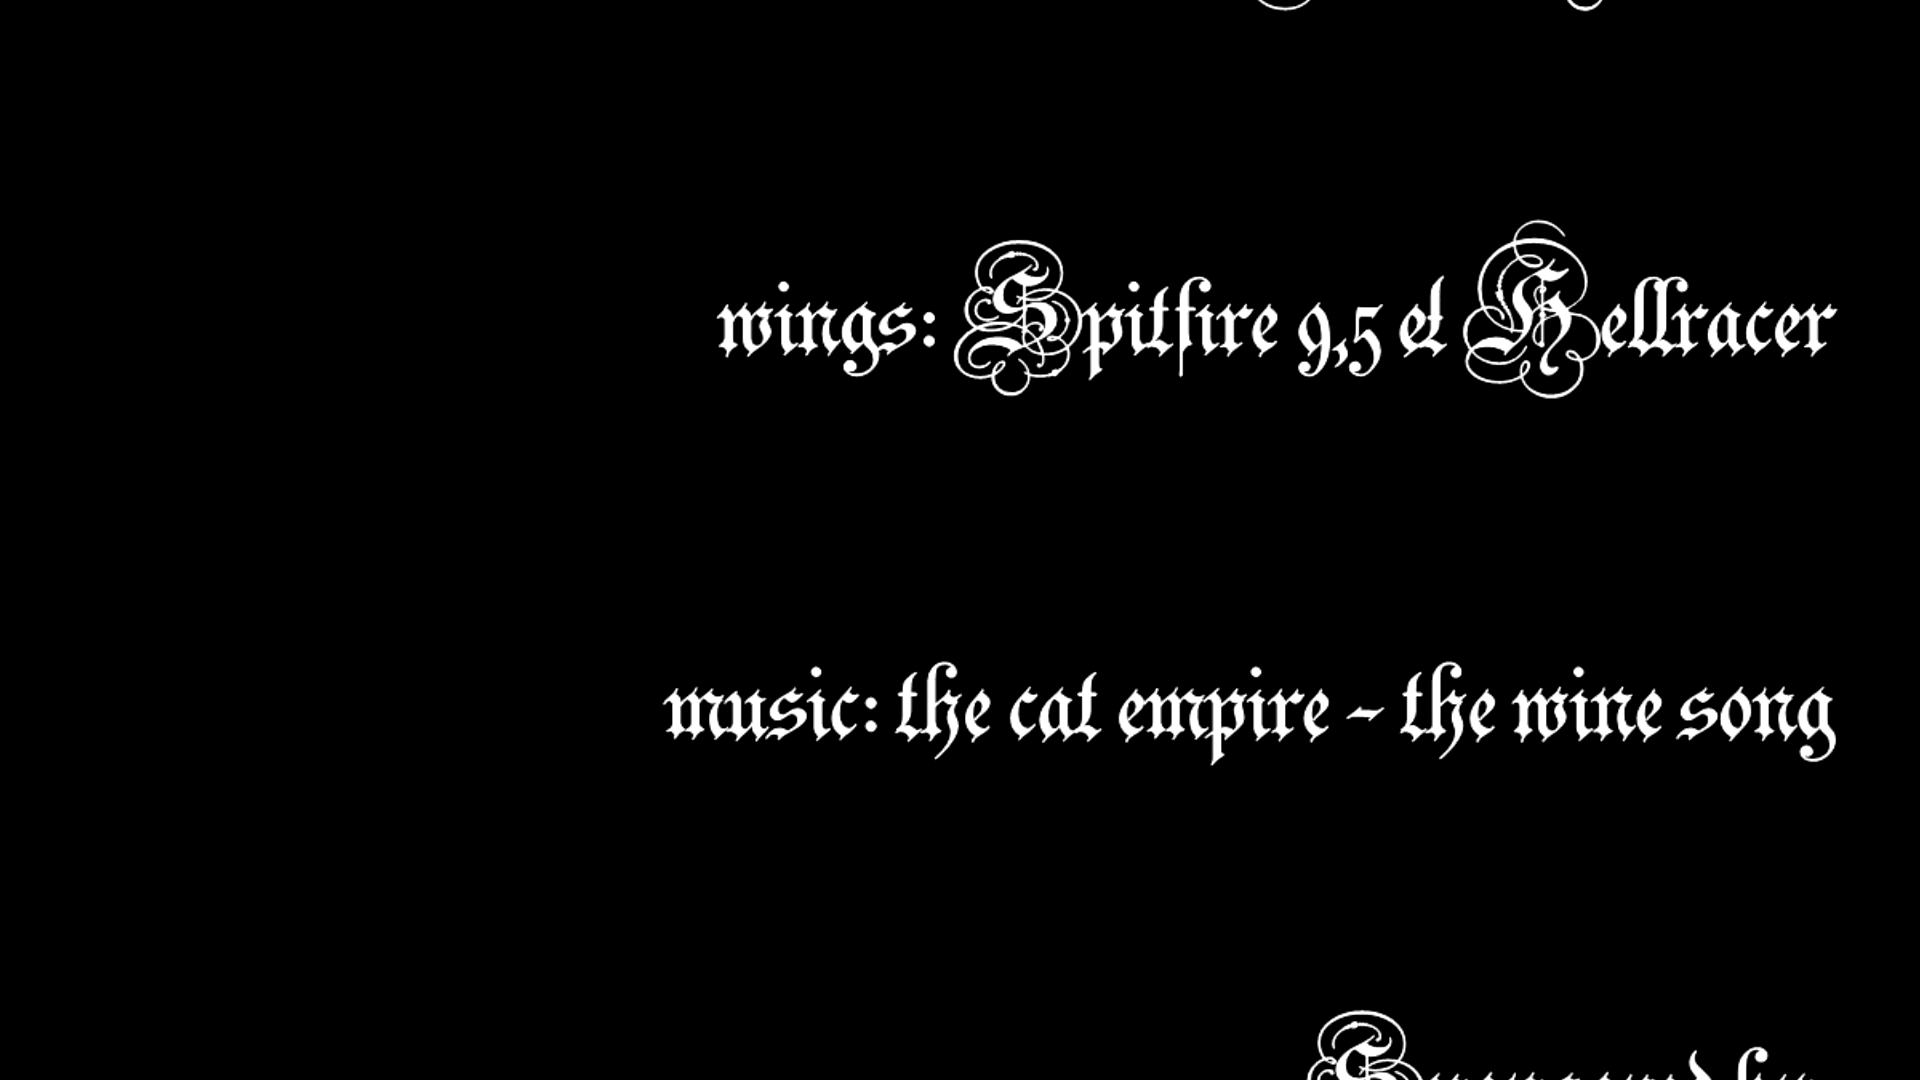 wings: Spitfire 9,5 et Hellracer
music: the cat empire - the wine song